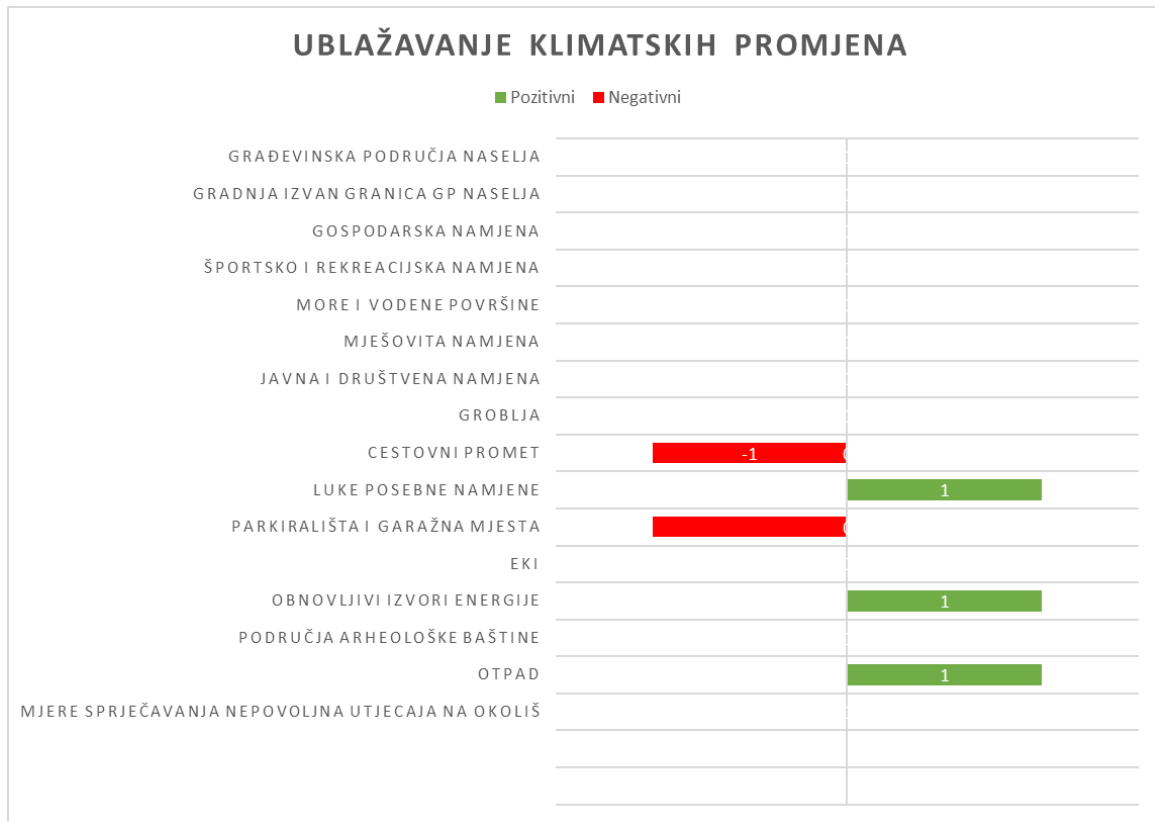 UBLAŽAVANJE KLIMATSKIH PROMJENA
Pozitivni Negativni
GRAĐEVINSKA PODRUČJA NASELJA
GRADNJA IZVAN GRANICA GP NASELJA
GOSPODARSKA NAMJENA
ŠPORTSKO I REKREACIJSKA NAMJENA
MORE I VODENE POVRŠINE
MJEŠOVITA NAMJENA
JAVNA I DRUŠTVENA NAMJENA
GROBLJA
CESTOVNI PROMET -1
LUKE POSEBNE NAMJENE 1
PARKIRALIŠTA I GARAŽNA MJESTA
EKI
OBNOVLJIVI IZVORI ENERGIJE 1
PODRUČJA ARHEOLOŠKE BAŠTINE
OTPAD 1
MJERE SPRJEČAVANJA NEPOVOLJNA UTJECAJA NA OKOLIŠ